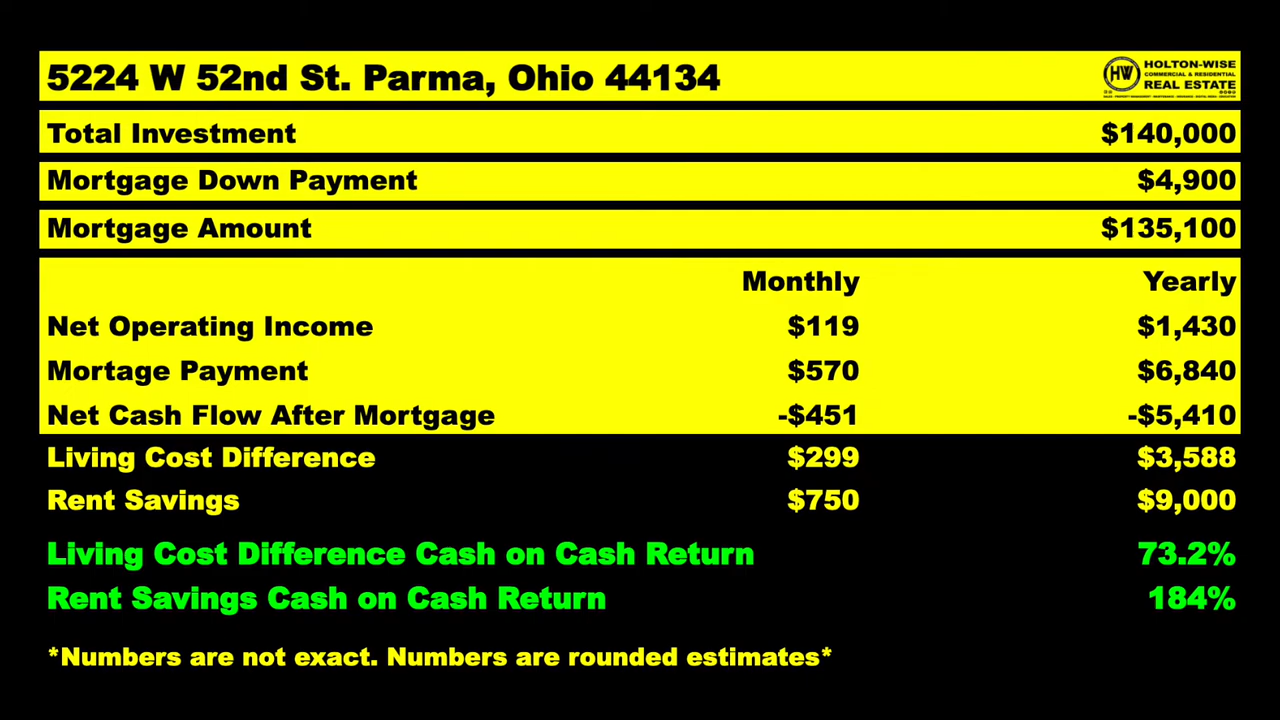 5224 W 52nd St. Parma, Ohio 44134
HW
HOLTON-WISE
COMMERCIAL & RESIDENTIAL
REAL ESTATE
Total Investment $140,000
Mortgage Down Payment $4,900
Mortgage Amount $135,100
Monthly Yearly
Net Operating Income $119 $1,430
Mortage Payment $570 $6,840
Net Cash Flow After Mortgage -$451 -$5,410
Living Cost Difference $299 $3,588
Rent Savings $750 $9,000
Living Cost Difference Cash on Cash Return 73.2%
Rent Savings Cash on Cash Return 184%
*Numbers are not exact. Numbers are rounded estimates*